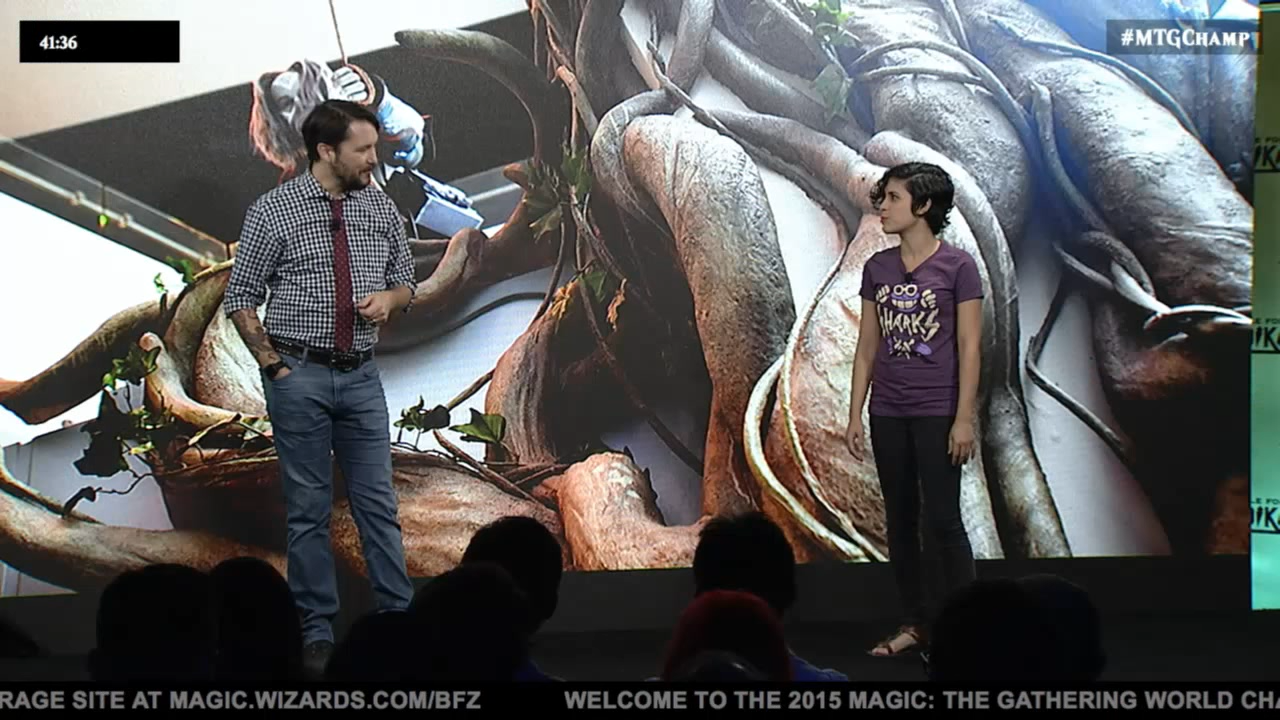 41:36
#MTGCHAMP
SHARKS
RAGE SITE AT MAGIC.WIZARDS.COM/BFZ WELCOME TO THE 2015 MAGIC: THE GATHERING WORLD CHA